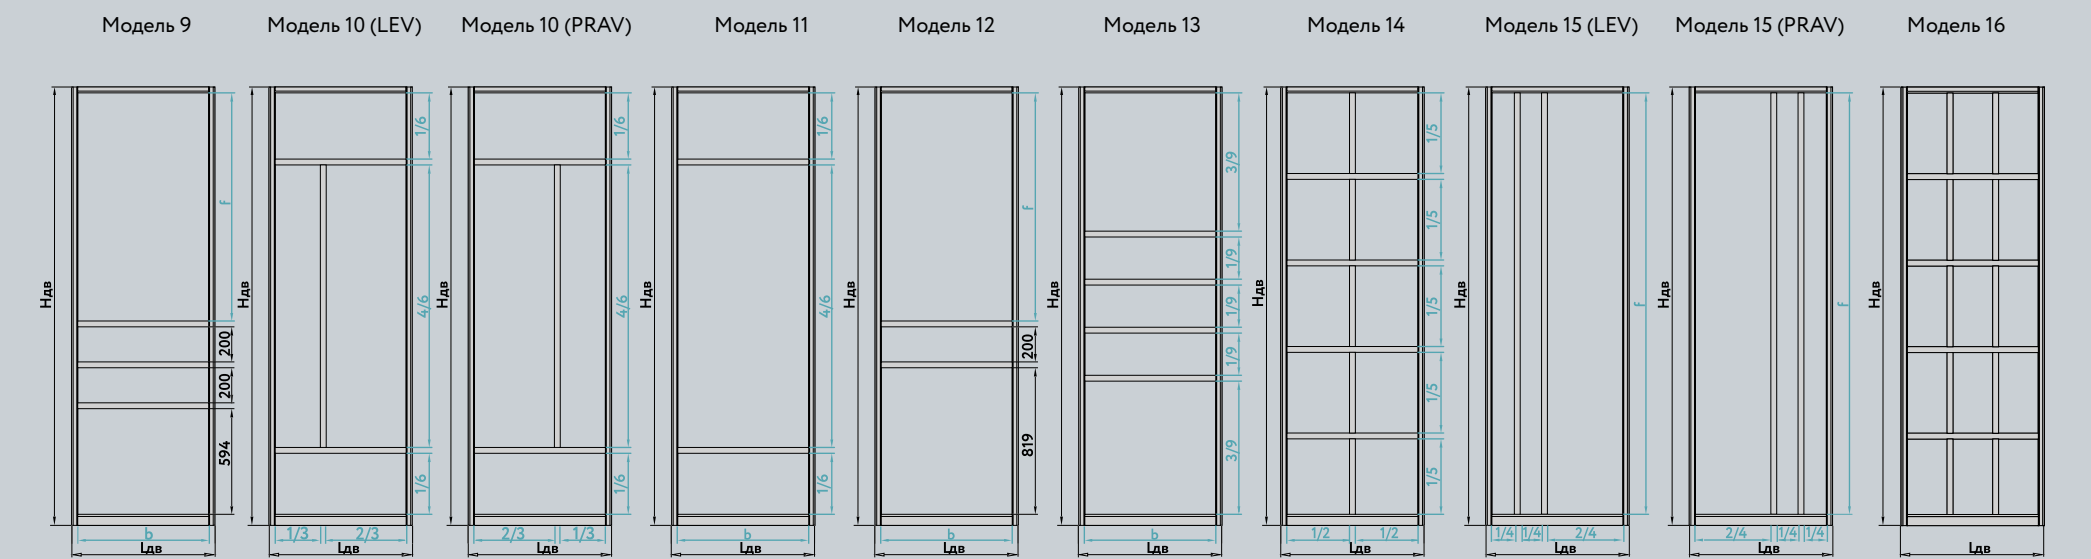 Модель 9
Модель 10 (LEV)
Модель 10 (PRAV)
Модель 11
Модель 12
Модель 13
Модель 14
Модель 15 (LEV)
Модель 15 (PRAV)
Модель 16
Hдв
f
200
200
594
b
Lдв
Hдв
1/6
4/6
1/6
1/3
2/3
Lдв
Hдв
1/6
4/6
1/6
2/3
1/3
Lдв
Hдв
1/6
4/6
1/6
b
Lдв
Hдв
f
200
819
b
Lдв
Hдв
3/9
1/9
1/9
1/9
3/9
b
Lдв
Hдв
1/5
1/5
1/5
1/5
1/5
1/2
1/2
Lдв
Hдв
f
1/4
1/4
2/4
Lдв
Hдв
f
2/4
1/4
1/4
Lдв
Hдв
Lдв